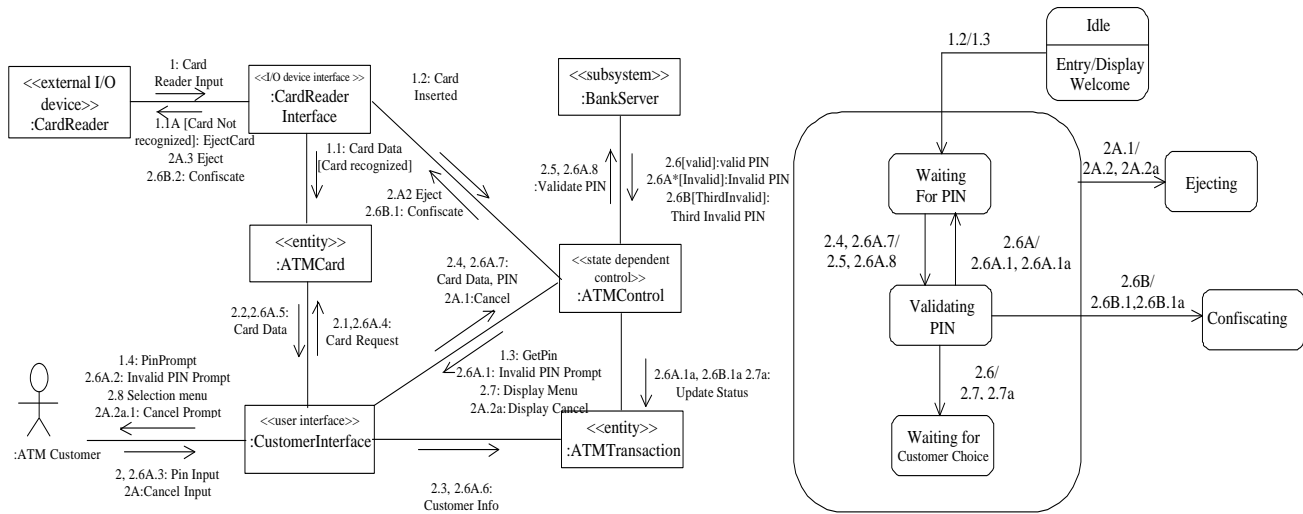 1: Card
Reader Input
<<external I/O
device>>
:CardReader
1.1A [Card Not
recognized]: EjectCard
2A.3 Eject
2.6B.2: Confiscate
<<I/O device interface >>
:CardReader
Interface
1.2: Card
Inserted
1.1: Card Data
[Card recognized]
2.A2 Eject
2.6B.1: Confiscate
<<subsystem>>
:BankServer
2.5, 2.6A.8
:Validate PIN
2.6[valid]:valid PIN
2.6A*[Invalid]:Invalid PIN
2.6B[ThirdInvalid]:
Third Invalid PIN
<<entity>>
:ATMCard
2.4, 2.6A.7:
Card Data, PIN
2A.1:Cancel
<<state dependent
control>>
:ATMControl
2.2,2.6A.5:
Card Data
2.1,2.6A.4:
Card Request
1.4: PinPrompt
2.6A.2: Invalid PIN Prompt
2.8 Selection menu
2A.2a.1: Cancel Prompt
1.3: GetPin
2.6A.1: Invalid PIN Prompt
2.7: Display Menu
2A.2a: Display Cancel
2.6A.1a, 2.6B.1a 2.7a:
Update Status
:ATM Customer
<<user interface>>
:CustomerInterface
<<entity>>
:ATMTransaction
2, 2.6A.3: Pin Input
2A:Cancel Input
2.3, 2.6A.6:
Customer Info
Idle
Entry/Display
Welcome
1.2/1.3
Waiting
For PIN
2A.1/
2A.2, 2A.2a
Ejecting
2.4, 2.6A.7/
2.5, 2.6A.8
2.6A/
2.6A.1, 2.6A.1a
Validating
PIN
2.6B/
2.6B.1,2.6B.1a
Confiscating
2.6/
2.7, 2.7a
Waiting for
Customer Choice